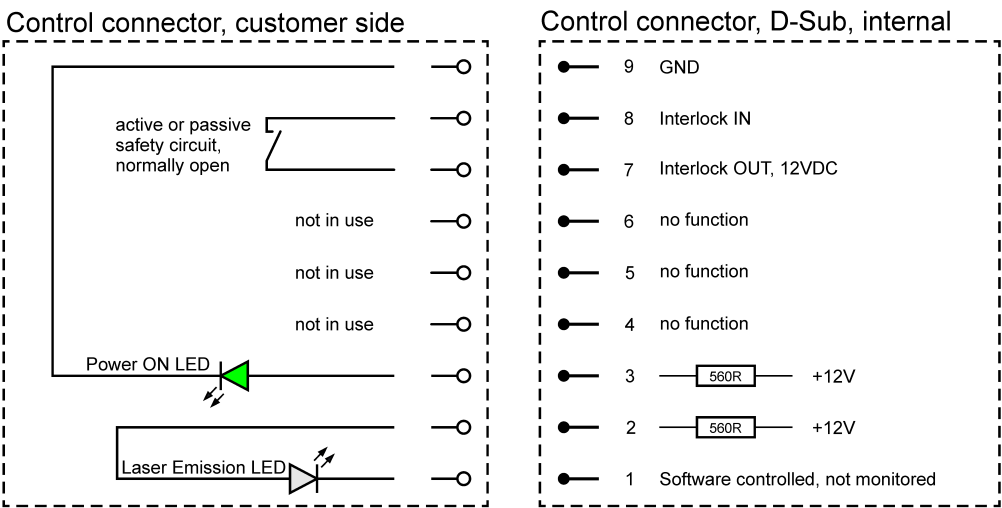 Control connector, customer side
Control connector, D-Sub, internal
9 GND
active or passive
safety circuit,
normally open
8 Interlock IN
7 Interlock OUT, 12VDC
not in use
6 no function
not in use
5 no function
not in use
4 no function
Power ON LED
3 560R +12V
2 560R +12V
Laser Emission LED
1 Software controlled, not monitored